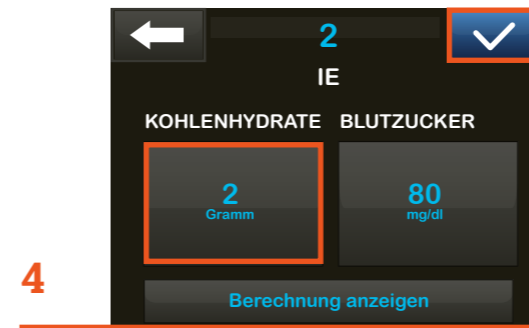 2
IE
KOHLENHYDRATE BLUTZUCKER
2 80
Gramm mg/dl
Berechnung anzeigen
4